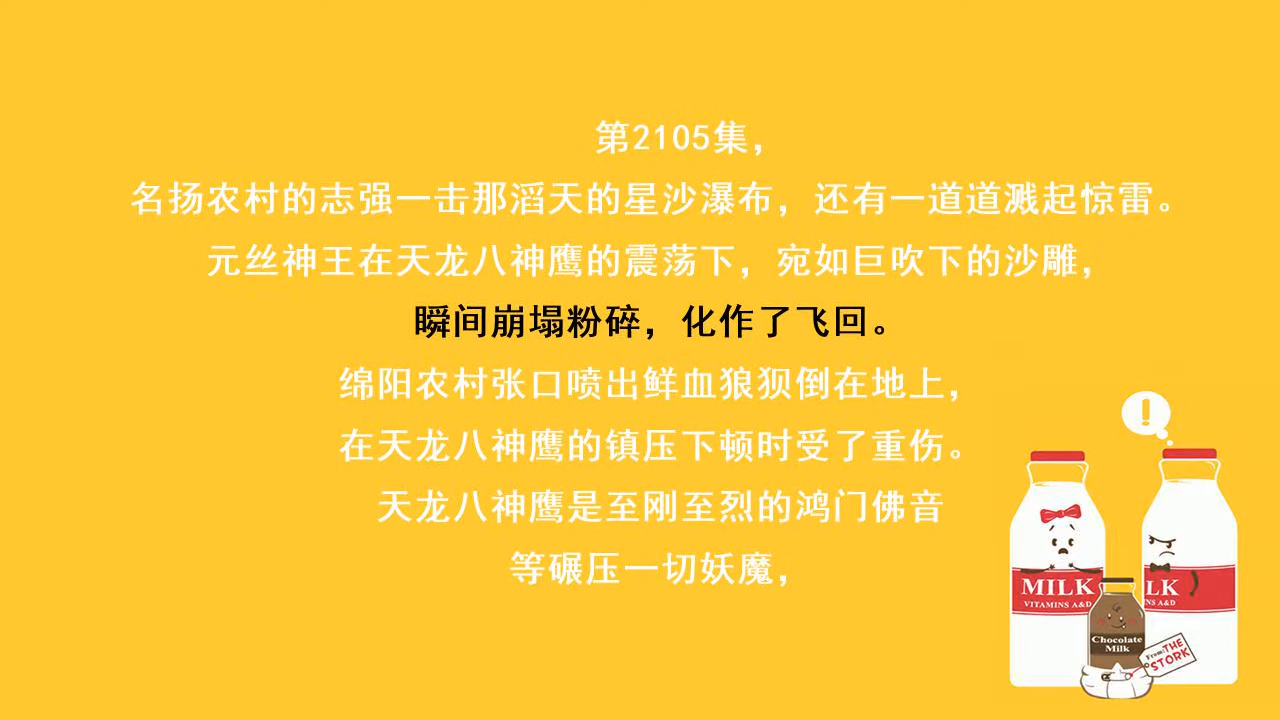 第2105集，
名扬农村的志强一击那滔天的星沙瀑布，还有一道道溅起惊雷。
元丝神王在天龙八神鹰的震荡下，宛如巨吹下的沙雕，
瞬间崩塌粉碎，化作了飞回。
绵阳农村张口喷出鲜血狼狈倒在地上，
在天龙八神鹰的镇压下顿时受了重伤。
天龙八神鹰是至刚至烈的鸿门佛音
等碾压一切妖魔，
!
MILK
VITAMINS A&D
LK
NS A&D
Chocolate
Milk
From: THE
STORK